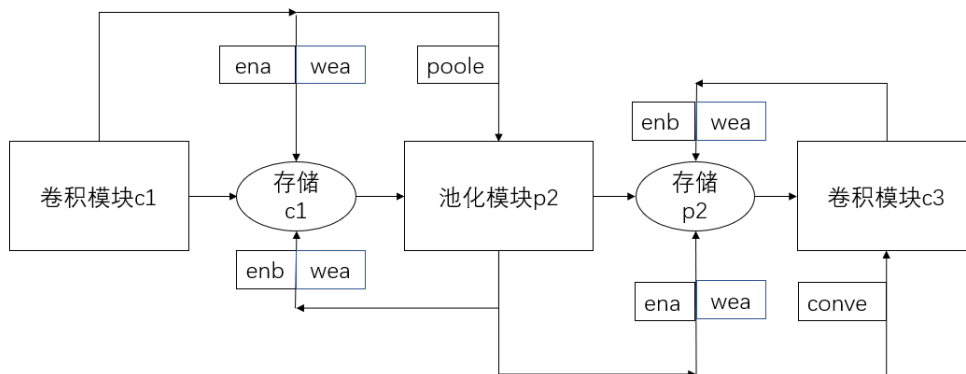 ena
wea
poole
enb
wea
卷积模块c1
存储
c1
池化模块p2
存储
p2
卷积模块c3
enb
wea
ena
wea
conve